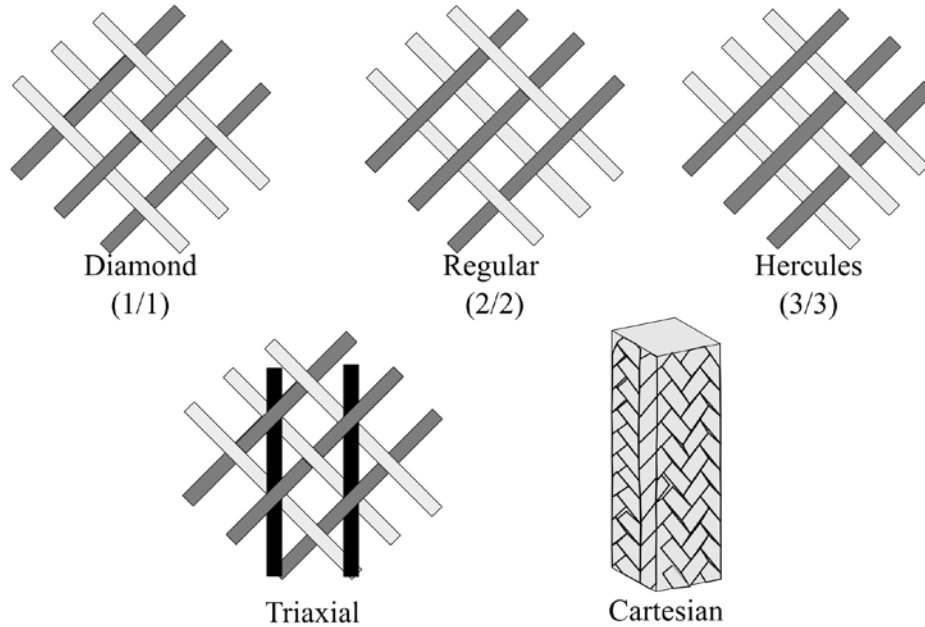 Diamond
(1/1)
Regular
(2/2)
Hercules
(3/3)
Triaxial
Cartesian